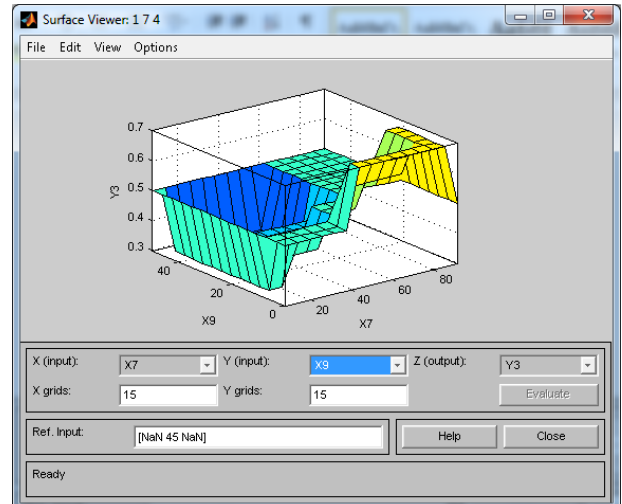 Surface Viewer: 1 7 4
File Edit View Options
0.7
0.6
0.5
0.4
0.3
Y3
40
20
0
X9
20
40
60
80
X7
X (input): X7 Y (input): X9 Z (output): Y3
X grids: 15 Y grids: 15 Evaluate
Ref. Input: [NaN 45 NaN] Help Close
Ready